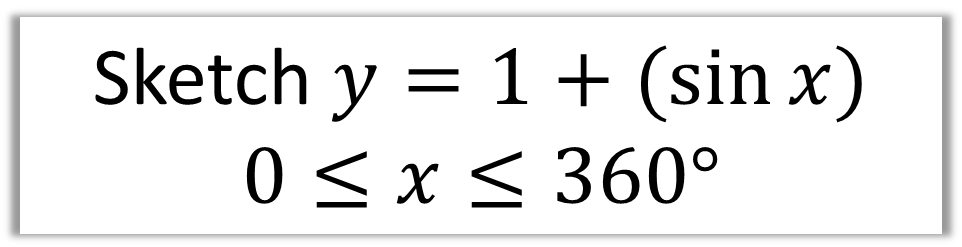 Sketch y = 1 + (sin x)
0 ≤ x ≤ 360°